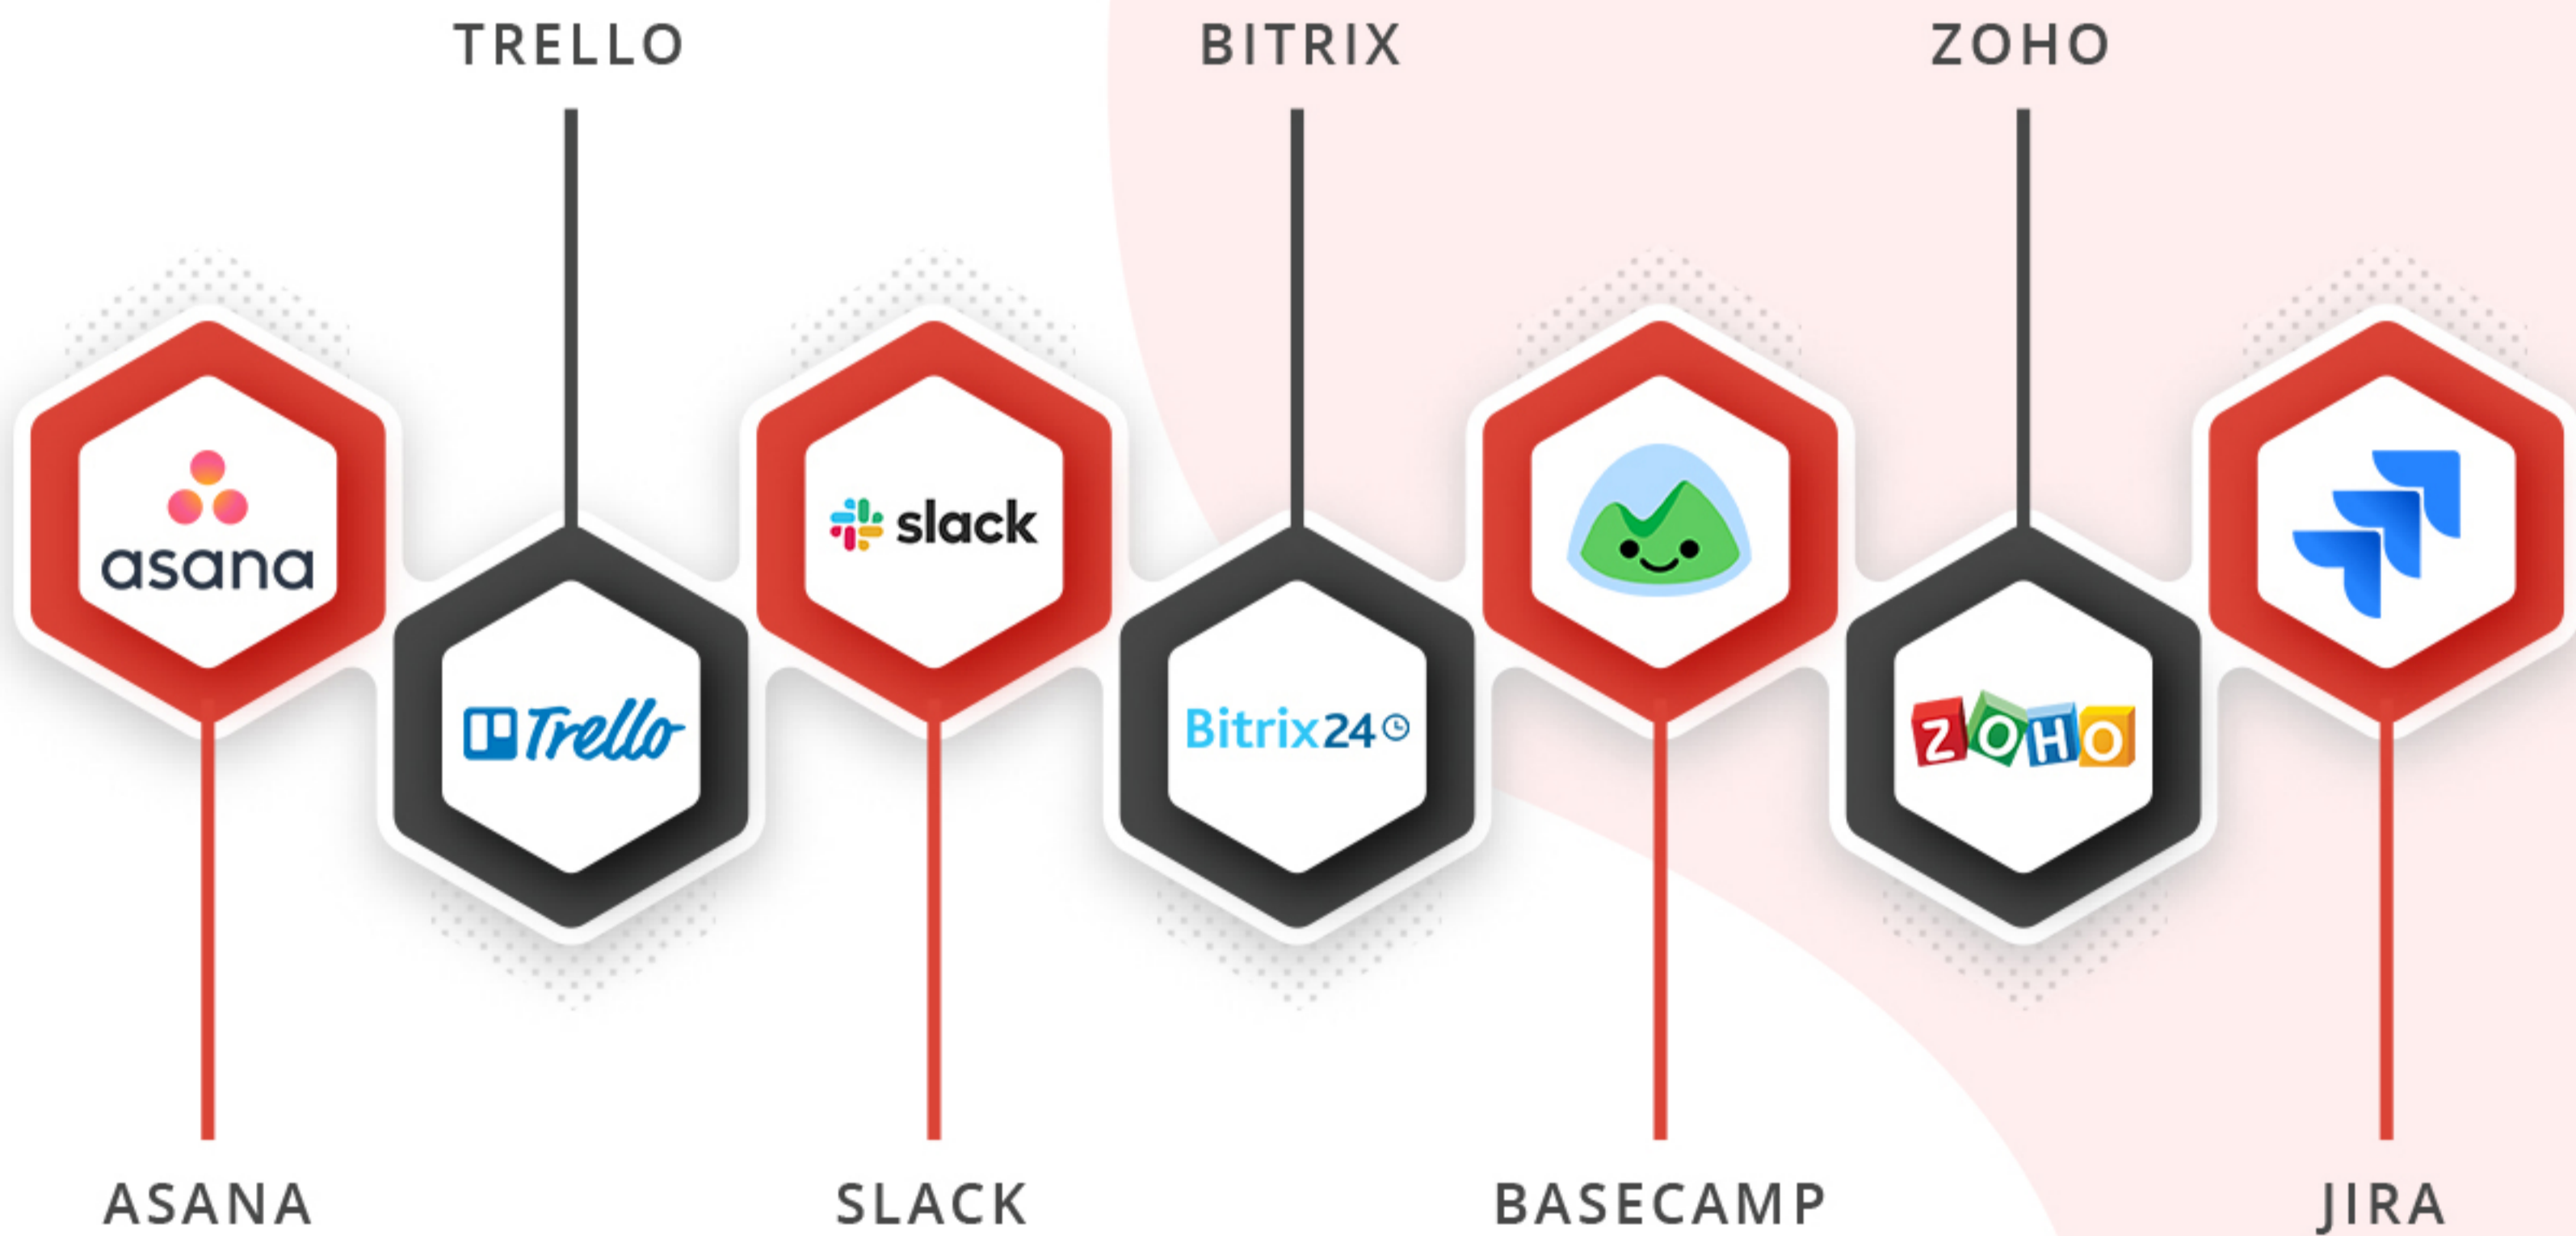 TRELLO
BITRIX
ZOHO
asana
slack
Trello
Bitrix24
ZOHO
ASANA
SLACK
BASECAMP
JIRA